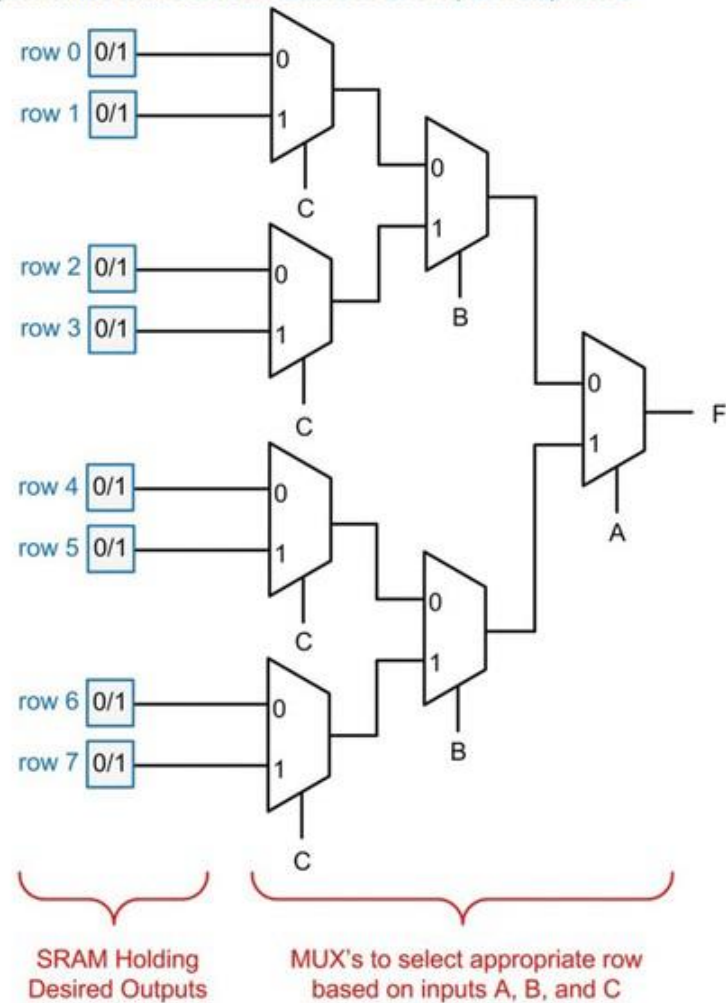 row 0 0/1 0
row 1 0/1 1
C
0
1
B
row 2 0/1 0
row 3 0/1 1
C
0
1
F
A
row 4 0/1 0
row 5 0/1 1
C
0
1
B
row 6 0/1 0
row 7 0/1 1
C
SRAM Holding
Desired Outputs
MUX's to select appropriate row
based on inputs A, B, and C